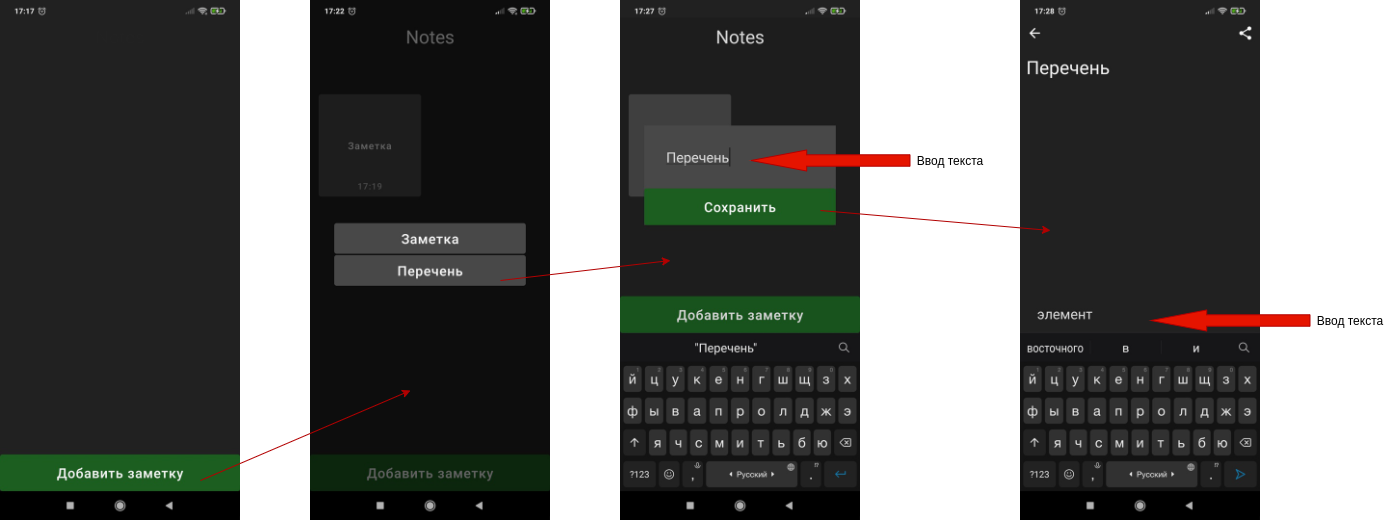 17:17
Добавить заметку
17:22
Notes
Заметка
17:19
Заметка
Перечень
Добавить заметку
17:27
Notes
Перечень
Сохранить
Добавить заметку
"Перечень"
й ц у к е н г ш щ з х
ф ы в а п р о л д ж э
я ч с м и т ь б ю
?123 , Русский .
Ввод текста
17:28
Перечень
элемент
восточного в и
й ц у к е н г ш щ з х
ф ы в а п р о л д ж э
я ч с м и т ь б ю
?123 , Русский .
Ввод текста